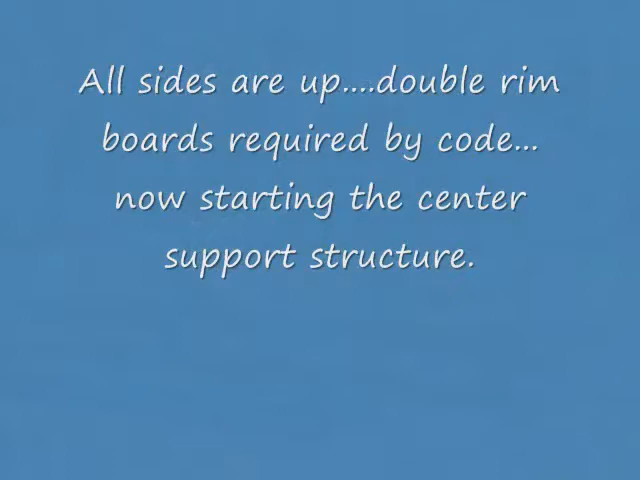 All sides are up....double rim
boards required by code...
now starting the center
support structure.